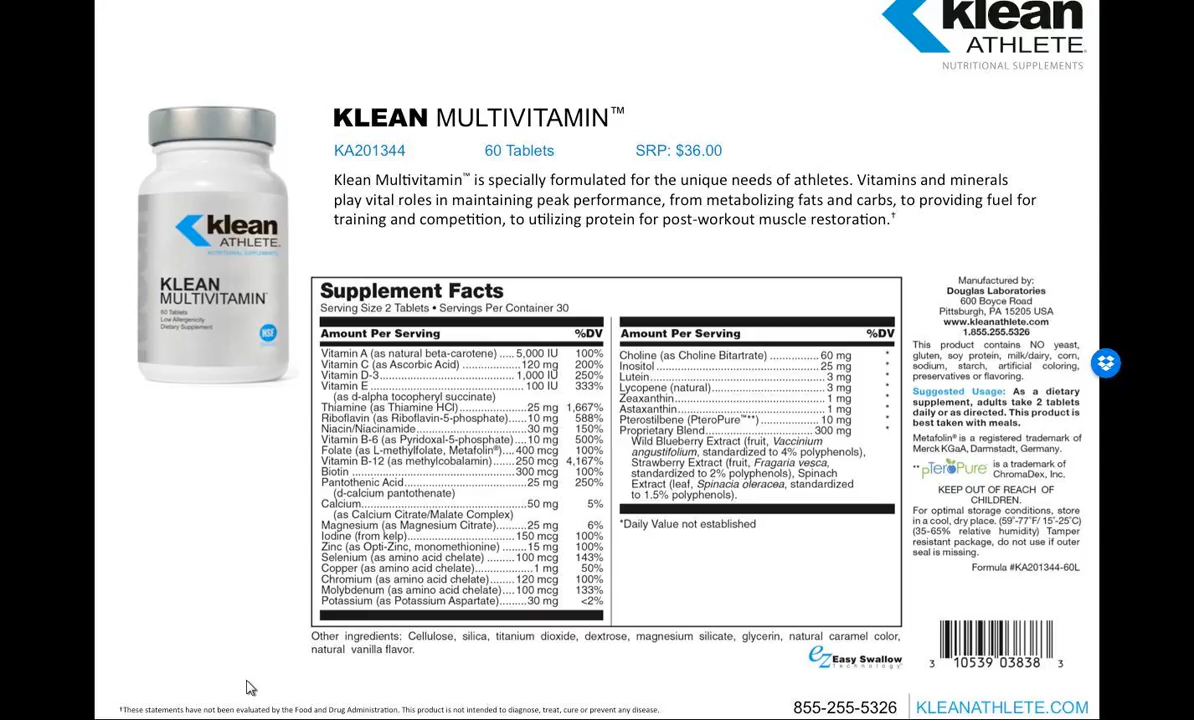 klean
ATHLETE
NUTRITIONAL SUPPLEMENTS
KLEAN MULTIVITAMIN™
KA201344 60 Tablets SRP: $36.00
Klean Multivitamin™ is specially formulated for the unique needs of athletes. Vitamins and minerals
play vital roles in maintaining peak performance, from metabolizing fats and carbs, to providing fuel for
training and competition, to utilizing protein for post-workout muscle restoration.†
klean
ATHLETE
NUTRITIONAL SUPPLEMENTS
KLEAN
MULTIVITAMIN
60 Tablets
Low Allergenicity
Dietary Supplement
NSF
Supplement Facts
Serving Size 2 Tablets • Servings Per Container 30
Amount Per Serving %DV
Vitamin A (as natural beta-carotene) ..... 5,000 IU 100%
Vitamin C (as Ascorbic Acid) .................. 120 mg 200%
Vitamin D-3............................................ 1,000 IU 250%
Vitamin E ................................................. 100 IU 333%
(as d-alpha tocopheryl succinate)
Thiamine (as Thiamine HCl)...................... 25 mg 1,667%
Riboflavin (as Riboflavin-5-phosphate)...... 10 mg 588%
Niacin/Niacinamide................................... 30 mg 150%
Vitamin B-6 (as Pyridoxal-5-phosphate).... 10 mg 500%
Folate (as L-methylfolate, Metafolin®).... 400 mcg 100%
Vitamin B-12 (as methylcobalamin)....... 250 mcg 4,167%
Biotin ..................................................... 300 mcg 100%
Pantothenic Acid....................................... 25 mg 250%
(d-calcium pantothenate)
Calcium..................................................... 50 mg 5%
(as Calcium Citrate/Malate Complex)
Magnesium (as Magnesium Citrate).......... 25 mg 6%
Iodine (from kelp)................................... 150 mcg 100%
Zinc (as Opti-Zinc, monomethionine) ........ 15 mg 100%
Selenium (as amino acid chelate) .......... 100 mcg 143%
Copper (as amino acid chelate)................... 1 mg 50%
Chromium (as amino acid chelate)........ 120 mcg 100%
Molybdenum (as amino acid chelate).... 100 mcg 133%
Potassium (as Potassium Aspartate)......... 30 mg <2%
Amount Per Serving %DV
Choline (as Choline Bitartrate) ................ 60 mg *
Inositol ..................................................... 25 mg *
Lutein......................................................... 3 mg *
Lycopene (natural)..................................... 3 mg *
Zeaxanthin................................................. 1 mg *
Astaxanthin................................................ 1 mg *
Pterostilbene (PteroPure™**) .................. 10 mg *
Proprietary Blend.................................... 300 mg *
Wild Blueberry Extract (fruit, Vaccinium
angustifolium, standardized to 4% polyphenols),
Strawberry Extract (fruit, Fragaria vesca,
standardized to 2% polyphenols), Spinach
Extract (leaf, Spinacia oleracea, standardized
to 1.5% polyphenols).
*Daily Value not established
Other ingredients: Cellulose, silica, titanium dioxide, dextrose, magnesium silicate, glycerin, natural caramel color,
natural vanilla flavor.
ez Easy Swallow
Technology
Manufactured by:
Douglas Laboratories
600 Boyce Road
Pittsburgh, PA 15205 USA
www.kleanathlete.com
1.855.255.5326
This product contains NO yeast,
gluten, soy protein, milk/dairy, corn,
sodium, starch, artificial coloring,
preservatives or flavoring.
Suggested Usage: As a dietary
supplement, adults take 2 tablets
daily or as directed. This product is
best taken with meals.
Metafolin® is a registered trademark of
Merck KGaA, Darmstadt, Germany.
**pTeroPure is a trademark of
ChromaDex, Inc.
KEEP OUT OF REACH OF
CHILDREN.
For optimal storage conditions, store
in a cool, dry place. (59°-77°F/ 15°-25°C)
(35-65% relative humidity) Tamper
resistant package, do not use if outer
seal is missing.
Formula #KA201344-60L
3 10539 03838 3
†These statements have not been evaluated by the Food and Drug Administration. This product is not intended to diagnose, treat, cure or prevent any disease.
855-255-5326 KLEANATHLETE.COM